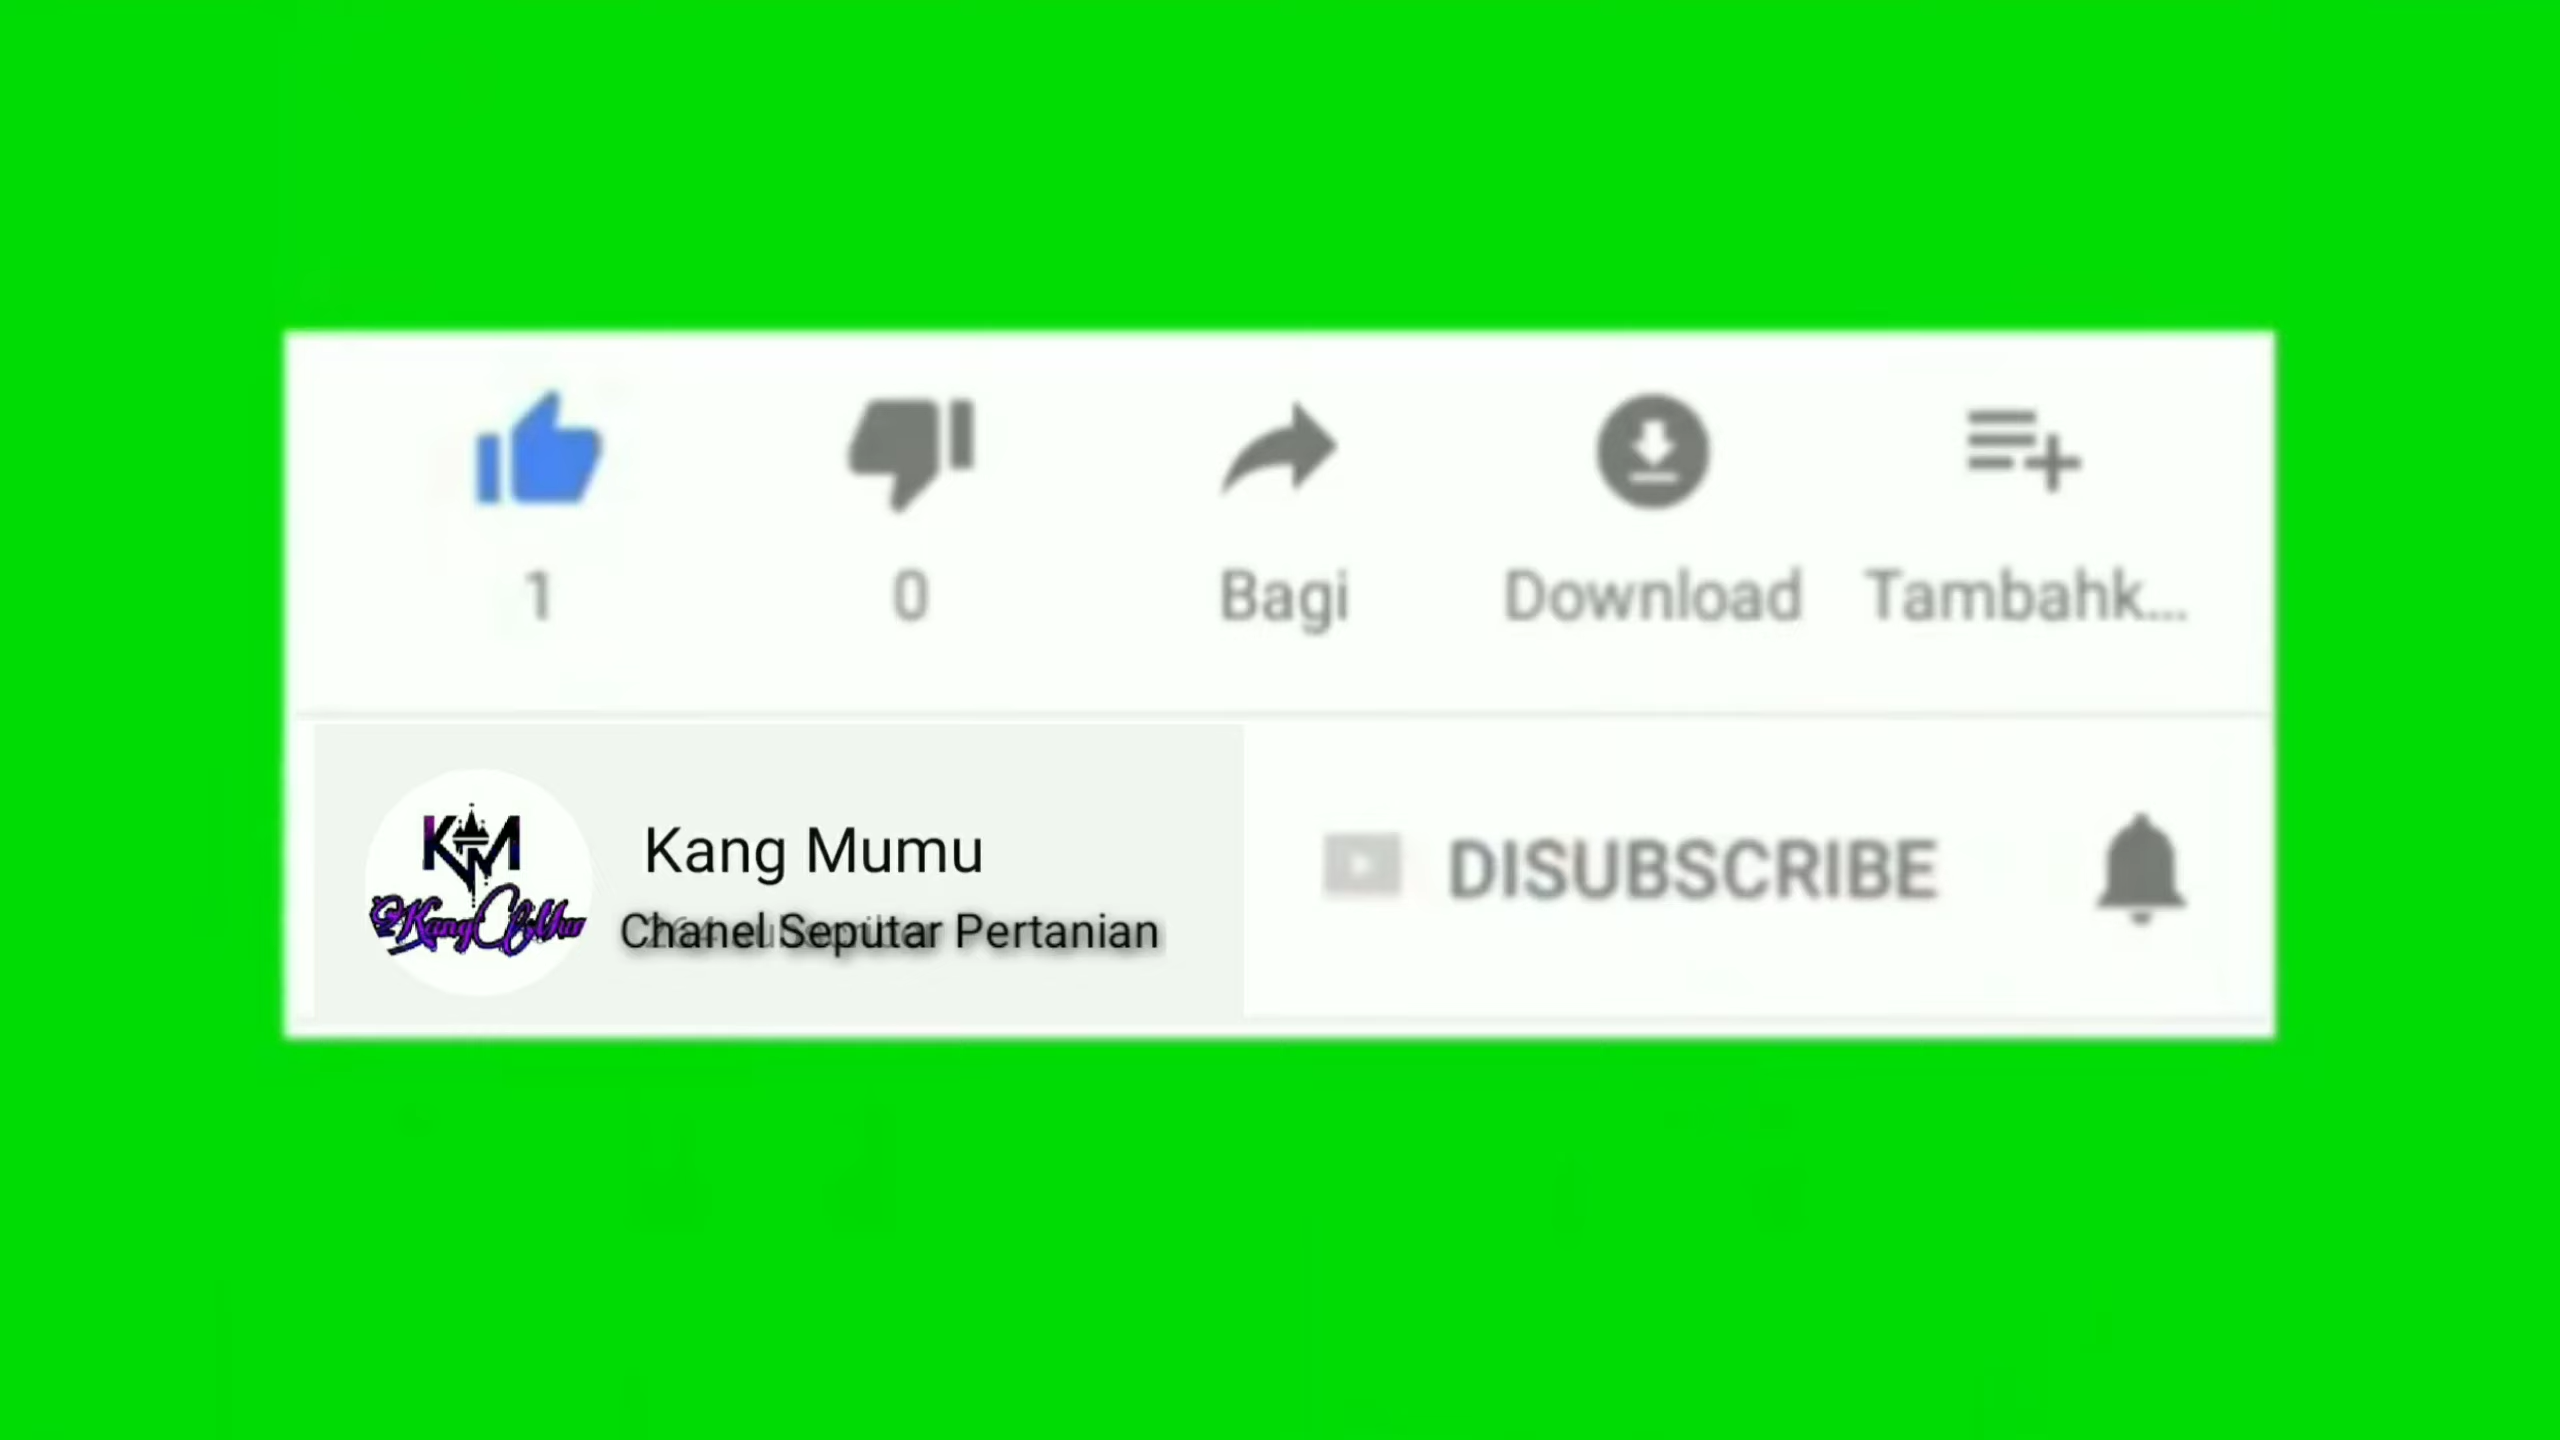 1 0 Bagi Download Tambahk...
KM
Kang Mumu
Chanel Seputar Pertanian
DISUBSCRIBE